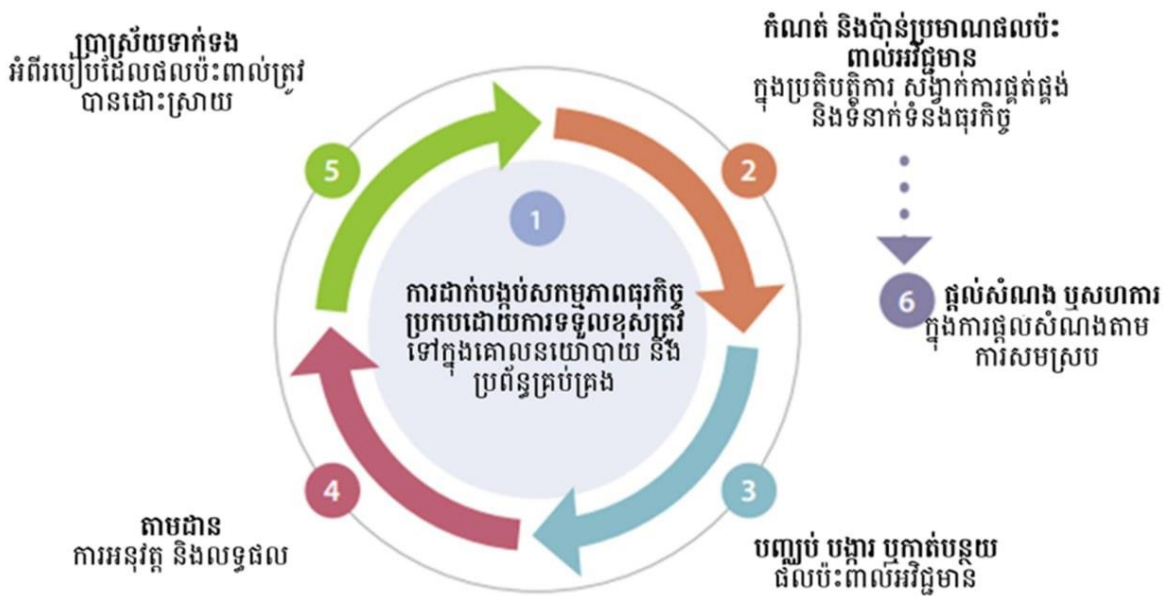 1
ការដាក់បង្កប់សកម្មភាពធុរកិច្ច
ប្រកបដោយការទទួលខុសត្រូវ
ទៅក្នុងគោលនយោបាយ និង
ប្រព័ន្ធគ្រប់គ្រង
2
កំណត់ និងប៉ាន់ប្រមាណផលប៉ះ
ពាល់អវិជ្ជមាន
ក្នុងប្រតិបត្តិការ សង្វាក់ការផ្គត់ផ្គង់
និងទំនាក់ទំនងធុរកិច្ច
3
បញ្ឈប់ បង្ការ ឬកាត់បន្ថយ
ផលប៉ះពាល់អវិជ្ជមាន
4
តាមដាន
ការអនុវត្ត និងលទ្ធផល
5
ប្រាស្រ័យទាក់ទង
អំពីរបៀបដែលផលប៉ះពាល់ត្រូវ
បានដោះស្រាយ
6
ផ្តល់សំណង ឬសហការ
ក្នុងការផ្តល់សំណងតាម
ការសមស្រប